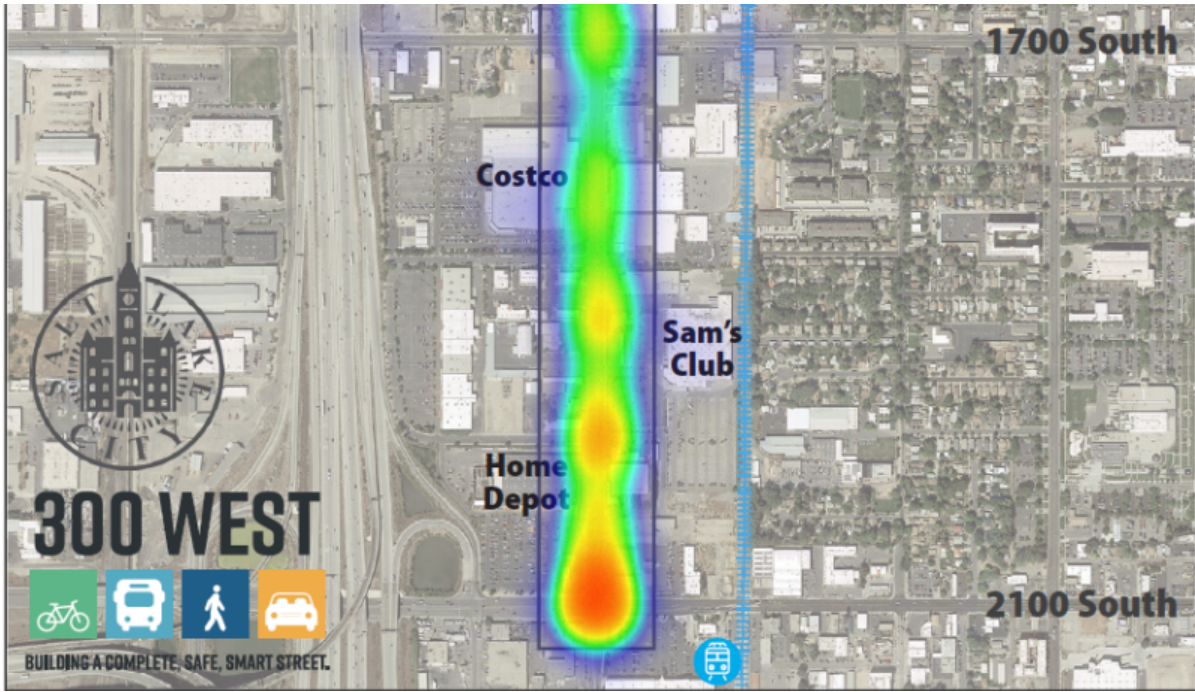 1700 South
Costco
Sam's
Club
Home
Depot
SALT LAKE
CITY
300 WEST
2100 South
BUILDING A COMPLETE, SAFE, SMART STREET.